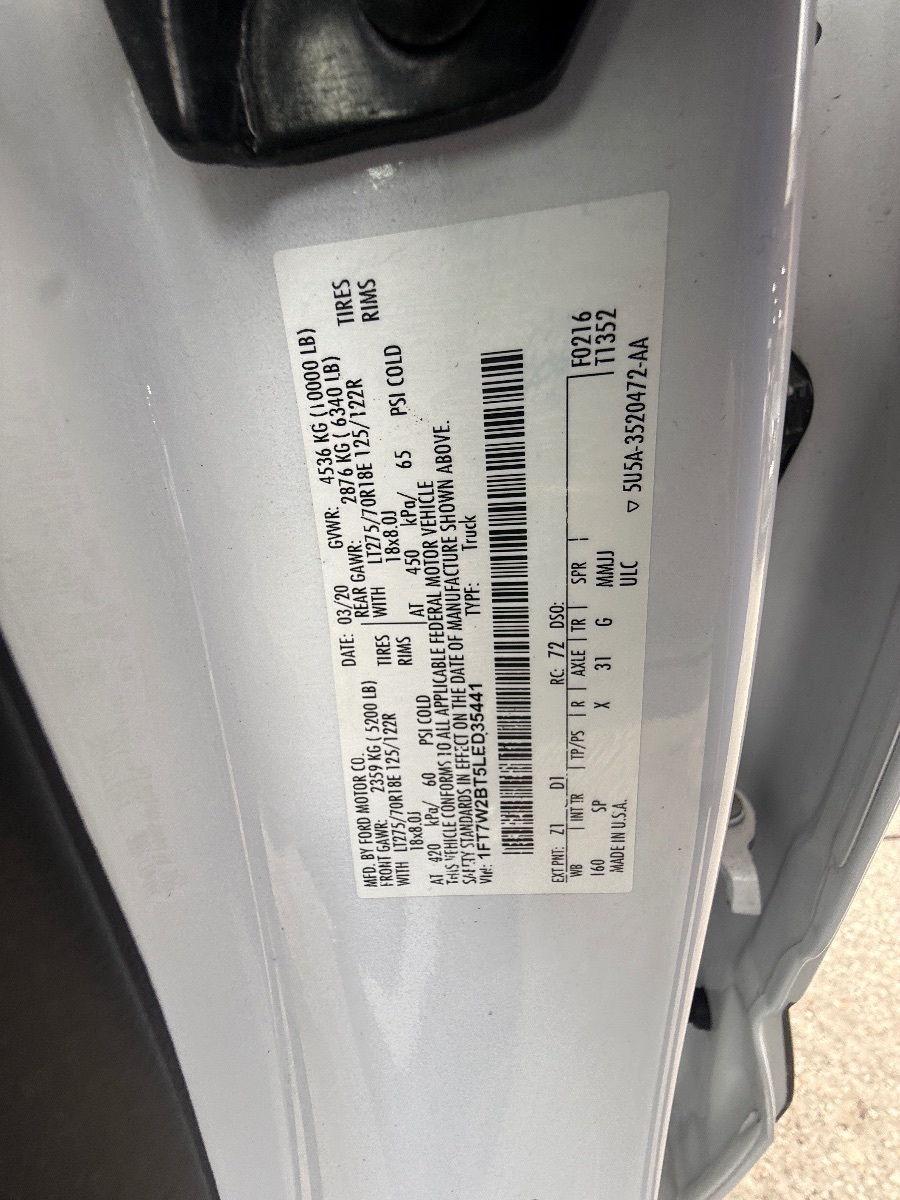 MFD. BY FORD MOTOR CO.
DATE: 03/20 GVWR: 4536 KG (10000 LB)
FRONT GAWR: 2359 KG ( 5200 LB) REAR GAWR: 2876 KG ( 6340 LB)
WITH LT275/70R18E 125/122R TIRES WITH LT275/70R18E 125/122R TIRES
18x8.0J RIMS 18x8.0J RIMS
AT 420 kPa/ 60 PSI COLD AT 450 kPa/ 65 PSI COLD
THIS VEHICLE CONFORMS TO ALL APPLICABLE FEDERAL MOTOR VEHICLE
SAFETY STANDARDS IN EFFECT ON THE DATE OF MANUFACTURE SHOWN ABOVE.
VIN: 1FT7W2BT5LED35441 TYPE: Truck
EXT PNT: Z1 D1 RC: 72 DSO: F0216
WB INT TR TP/PS R AXLE TR SPR T1352
160 SP X 31 G MMJJ
MADE IN U.S.A. ULC
▽ 5U5A-3520472-AA